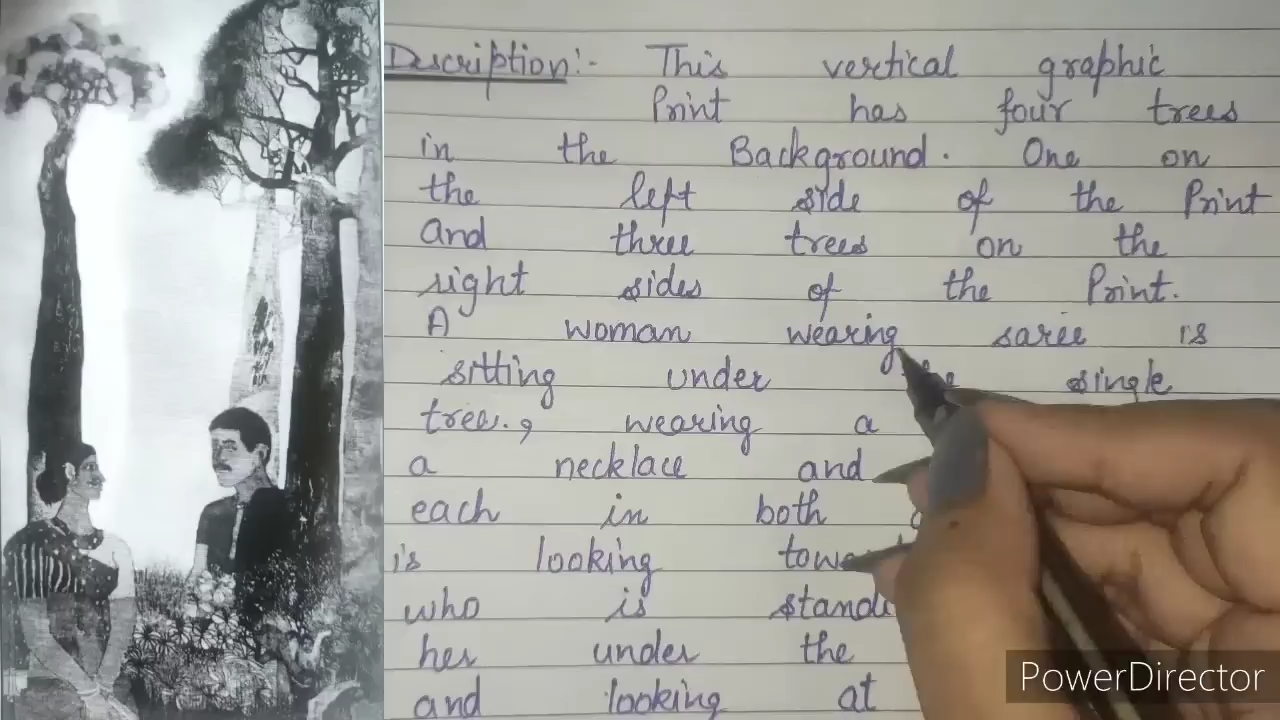 Description:- This vertical graphic
Print has four trees
in the Background. One on
the left side of the Print
and three trees on the
right sides of the Print.
A woman wearing saree is
sitting under single
tree., wearing a
a necklace and
each in both
is looking
who is
her under the
and looking at
PowerDirector